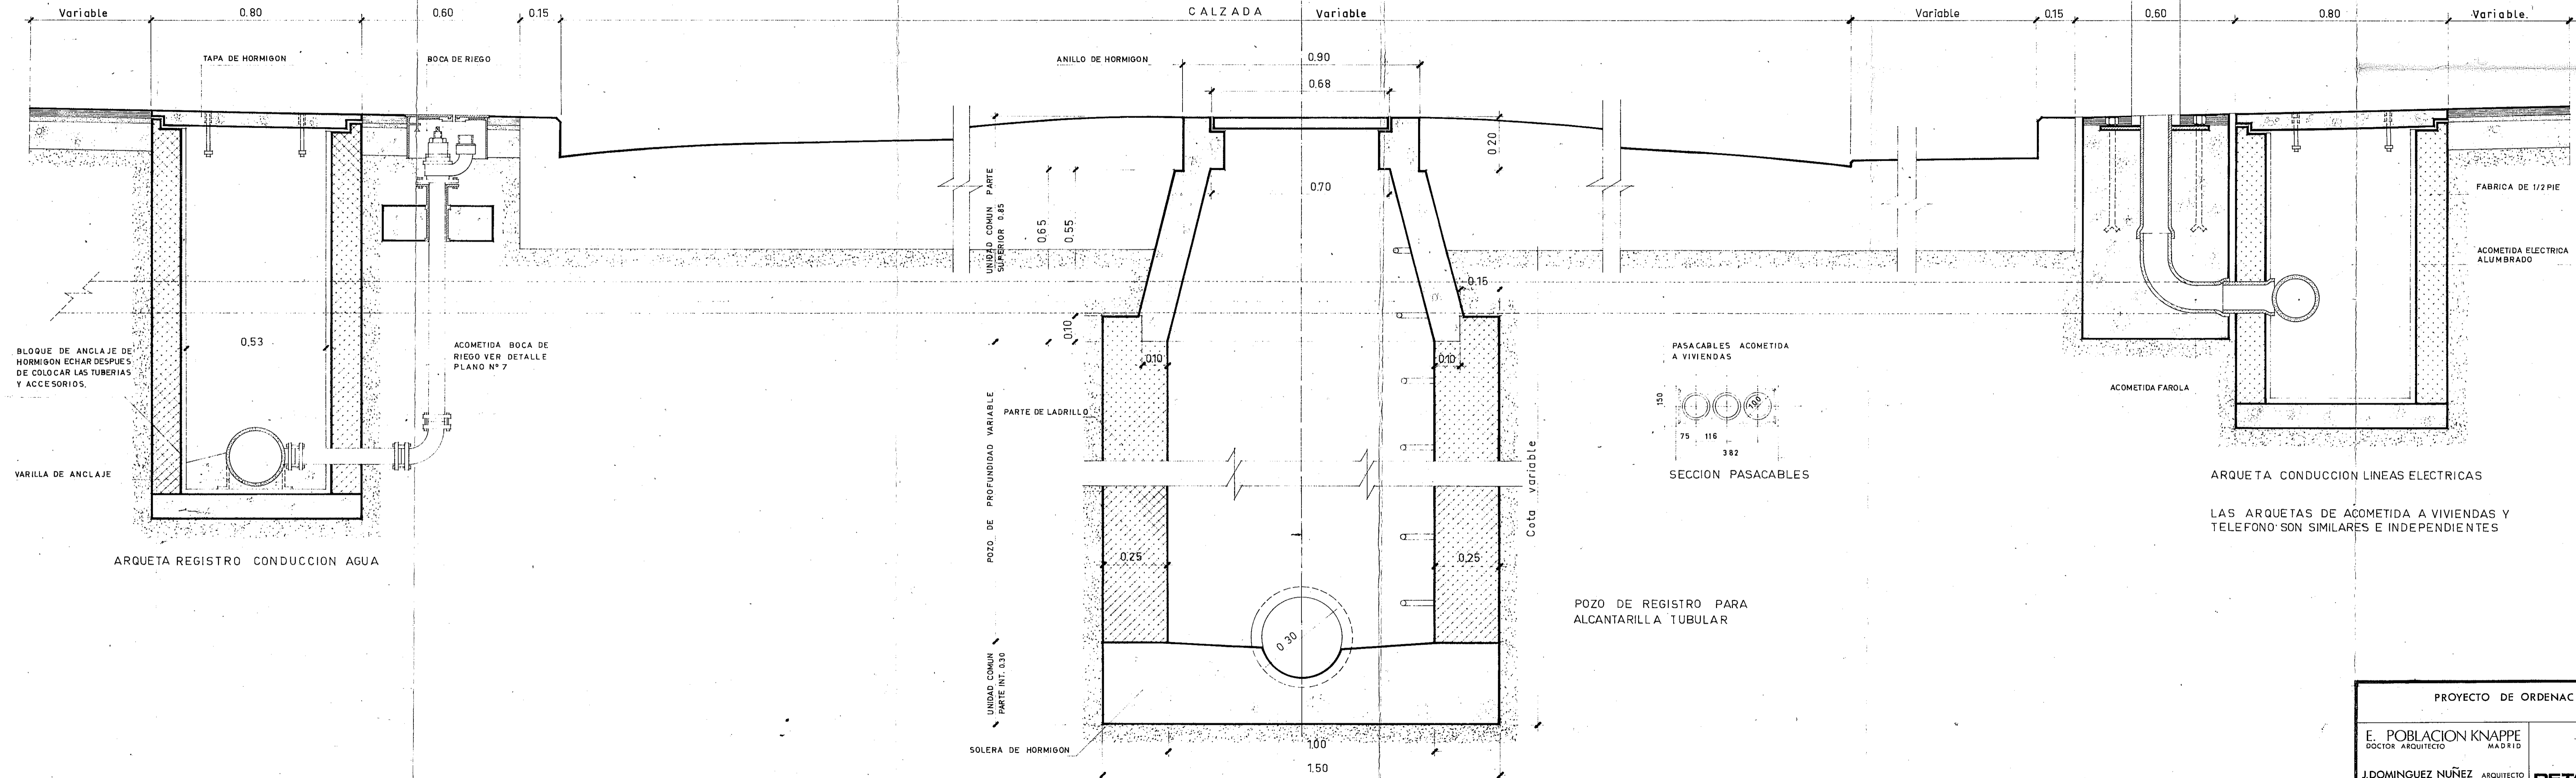 Variable 0.80 0.60 0.15 CALZADA Variable Variable 0.15 0.60 0.80 Variable.
TAPA DE HORMIGON
BOCA DE RIEGO
ANILLO DE HORMIGON
0.90
0.68
0.20
0.70
UNIDAD COMUN PARTE
SUPERIOR 0.85
0.65
0.55
0.15
0.10
0.10
0.10
FABRICA DE 1/2 PIE
ACOMETIDA ELECTRICA
ALUMBRADO
0.53
BLOQUE DE ANCLAJE DE
HORMIGON ECHAR DESPUES
DE COLOCAR LAS TUBERIAS
Y ACCESORIOS.
ACOMETIDA BOCA DE
RIEGO VER DETALLE
PLANO Nº 7
VARILLA DE ANCLAJE
ARQUETA REGISTRO CONDUCCION AGUA
PARTE DE LADRILLO
POZO DE PROFUNDIDAD VARIABLE
0.25
0.25
Cota variable
0 30
UNIDAD COMUN
PARTE INT. 0.30
SOLERA DE HORMIGON
1.00
1.50
PASACABLES ACOMETIDA
A VIVIENDAS
150
100
75 116
382
SECCION PASACABLES
POZO DE REGISTRO PARA
ALCANTARILLA TUBULAR
ACOMETIDA FAROLA
ARQUETA CONDUCCION LINEAS ELECTRICAS
LAS ARQUETAS DE ACOMETIDA A VIVIENDAS Y
TELEFONO SON SIMILARES E INDEPENDIENTES
PROYECTO DE ORDENAC
E. POBLACION KNAPPE
DOCTOR ARQUITECTO MADRID
J.DOMINGUEZ NUÑEZ ARQUITECTO